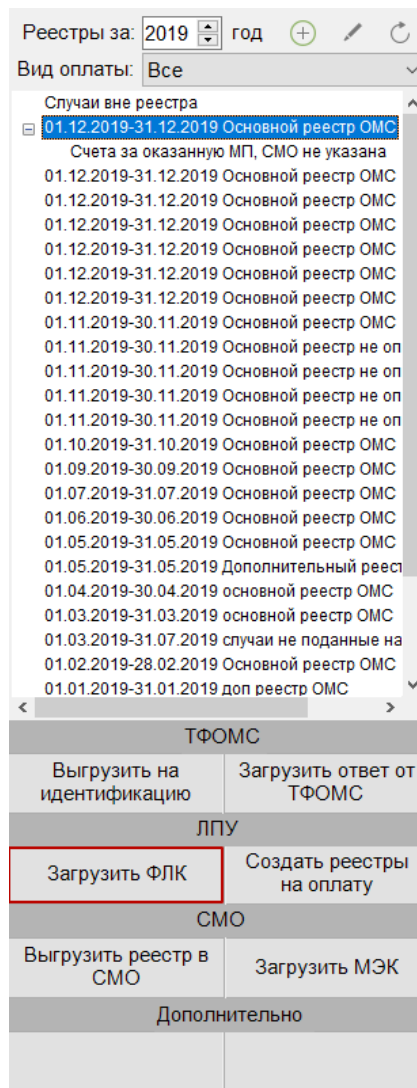 Реестры за: 2019 год
Вид оплаты: Все
Случаи вне реестра
01.12.2019-31.12.2019 Основной реестр ОМС
Счета за оказанную МП, СМО не указана
01.12.2019-31.12.2019 Основной реестр ОМС
01.12.2019-31.12.2019 Основной реестр ОМС
01.12.2019-31.12.2019 Основной реестр ОМС
01.12.2019-31.12.2019 Основной реестр ОМС
01.12.2019-31.12.2019 Основной реестр ОМС
01.12.2019-31.12.2019 Основной реестр ОМС
01.11.2019-30.11.2019 Основной реестр ОМС
01.11.2019-30.11.2019 Основной реестр не оп
01.11.2019-30.11.2019 Основной реестр не оп
01.11.2019-30.11.2019 Основной реестр не оп
01.11.2019-30.11.2019 Основной реестр не оп
01.10.2019-31.10.2019 Основной реестр ОМС
01.09.2019-30.09.2019 Основной реестр ОМС
01.07.2019-31.07.2019 Основной реестр ОМС
01.06.2019-30.06.2019 Основной реестр ОМС
01.05.2019-31.05.2019 Основной реестр ОМС
01.05.2019-31.05.2019 Дополнительный реест
01.04.2019-30.04.2019 основной реестр ОМС
01.03.2019-31.03.2019 основной реестр ОМС
01.03.2019-31.07.2019 случаи не поданные на
01.02.2019-28.02.2019 Основной реестр ОМС
01.01.2019-31.01.2019 доп реестр ОМС
ТФОМС
Выгрузить на
идентификацию
Загрузить ответ от
ТФОМС
ЛПУ
Загрузить ФЛК
Создать реестры
на оплату
СМО
Выгрузить реестр в
СМО
Загрузить МЭК
Дополнительно